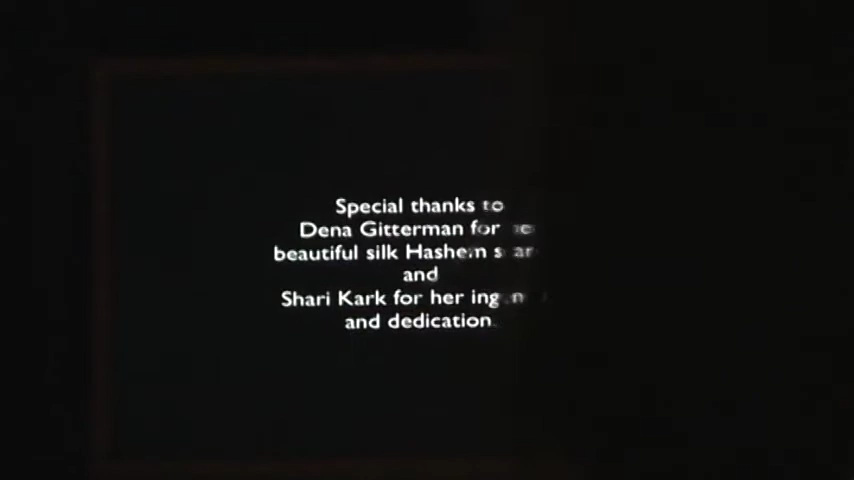 Special thanks to
Dena Gitterman for
beautiful silk Hashem
and
Shari Kark for her
and dedication